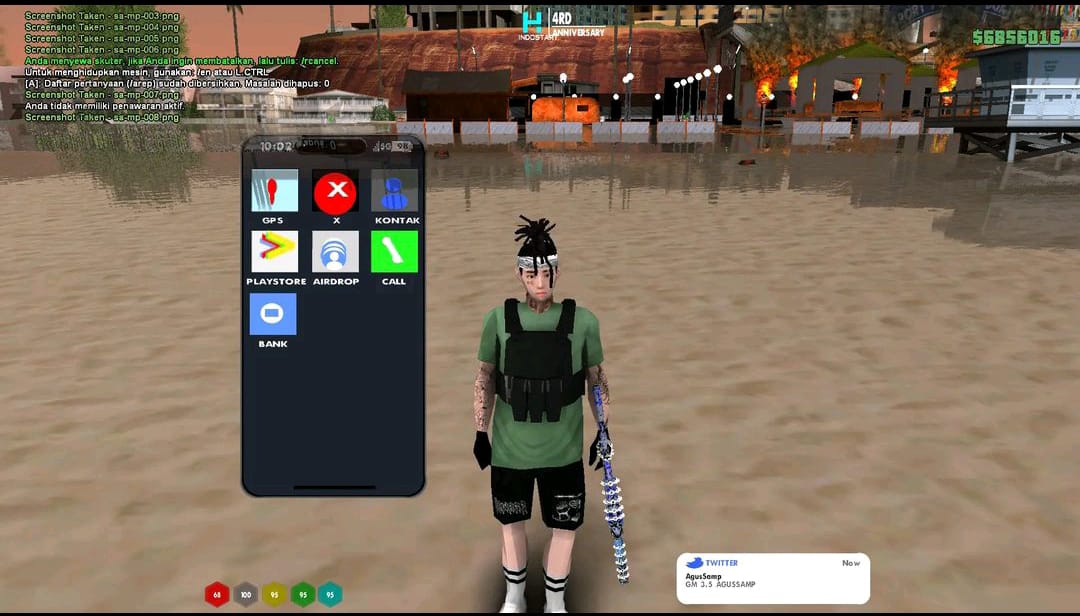 Screenshot Taken - sa-mp-003.png
Screenshot Taken - sa-mp-004.png
Screenshot Taken - sa-mp-005.png
Screenshot Taken - sa-mp-006.png
Anda menyewa skuter, jika Anda ingin membatalkan, lalu tulis: /rcancel.
Untuk menghidupkan mesin, gunakan: /en atau L.CTRL
[A]: Daftar pertanyaan (/arep) sudah dibersihkan. Masalah dihapus: 0
Screenshot Taken - sa-mp-007.png
Anda tidak memiliki penawaran aktif.
Screenshot Taken - sa-mp-008.png
4RD
ANNIVERSARY
INDOSTART
$6856016
10:02
5G 98
GPS
X
KONTAK
PLAYSTORE
AIRDROP
CALL
BANK
TWITTER Now
AgusSamp
GM 3.5 AGUSSAMP
68 100 95 95 95